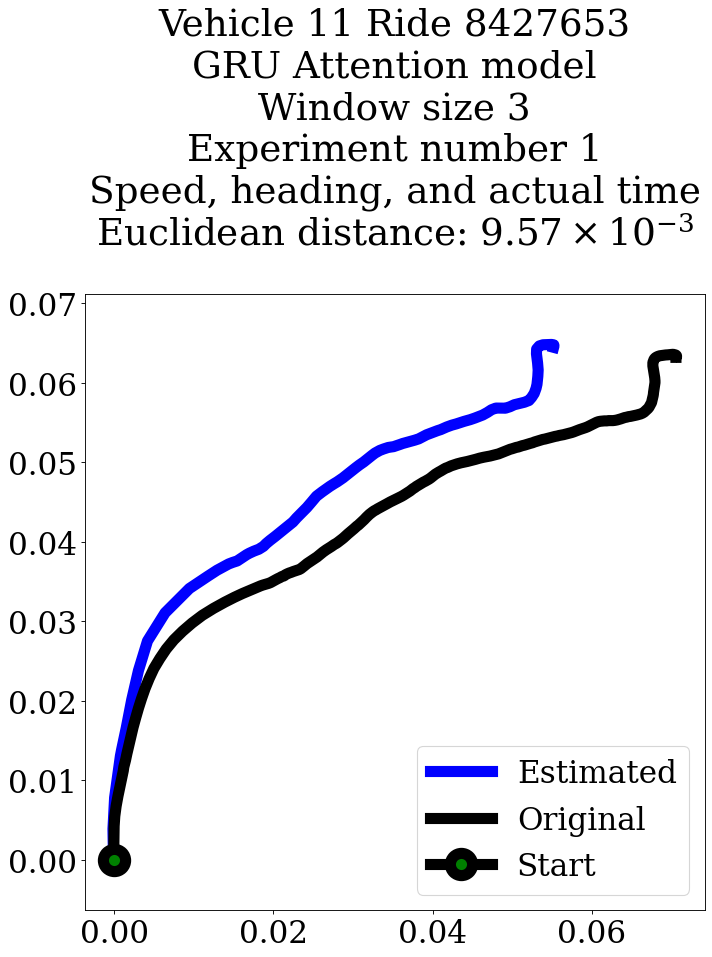 Vehicle 11 Ride 8427653
GRU Attention model
Window size 3
Experiment number 1
Speed, heading, and actual time
Euclidean distance: 9.57 × 10⁻³
0.07
0.06
0.05
0.04
0.03
0.02
0.01
0.00
Estimated
Original
Start
0.00 0.02 0.04 0.06